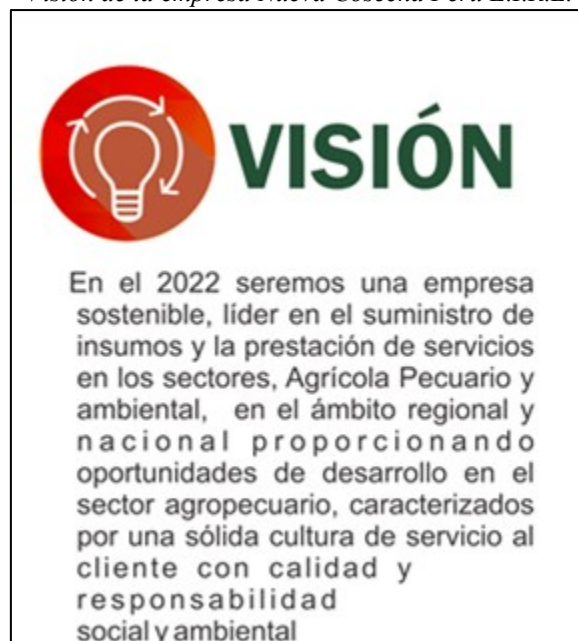 Visión de la empresa Nueva Cosecha Perú E.I.R.L.
VISIÓN
En el 2022 seremos una empresa
sostenible, líder en el suministro de
insumos y la prestación de servicios
en los sectores, Agrícola Pecuario y
ambiental, en el ámbito regional y
nacional proporcionando
oportunidades de desarrollo en el
sector agropecuario, caracterizados
por una sólida cultura de servicio al
cliente con calidad y
responsabilidad
social y ambiental